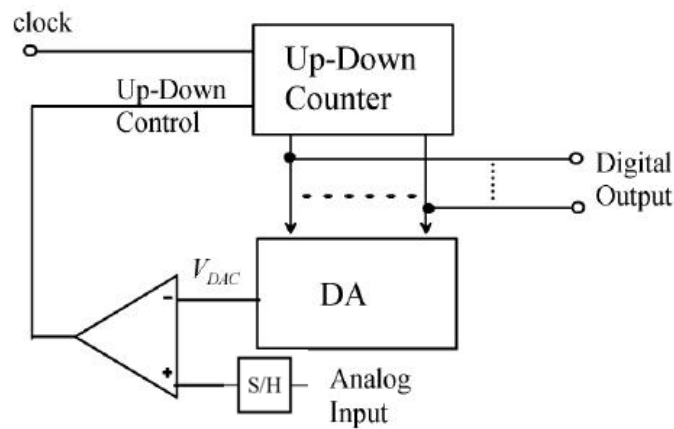 clock
Up-Down
Counter
Up-Down
Control
Digital
Output
V_DAC
DA
-
+
S/H
Analog
Input